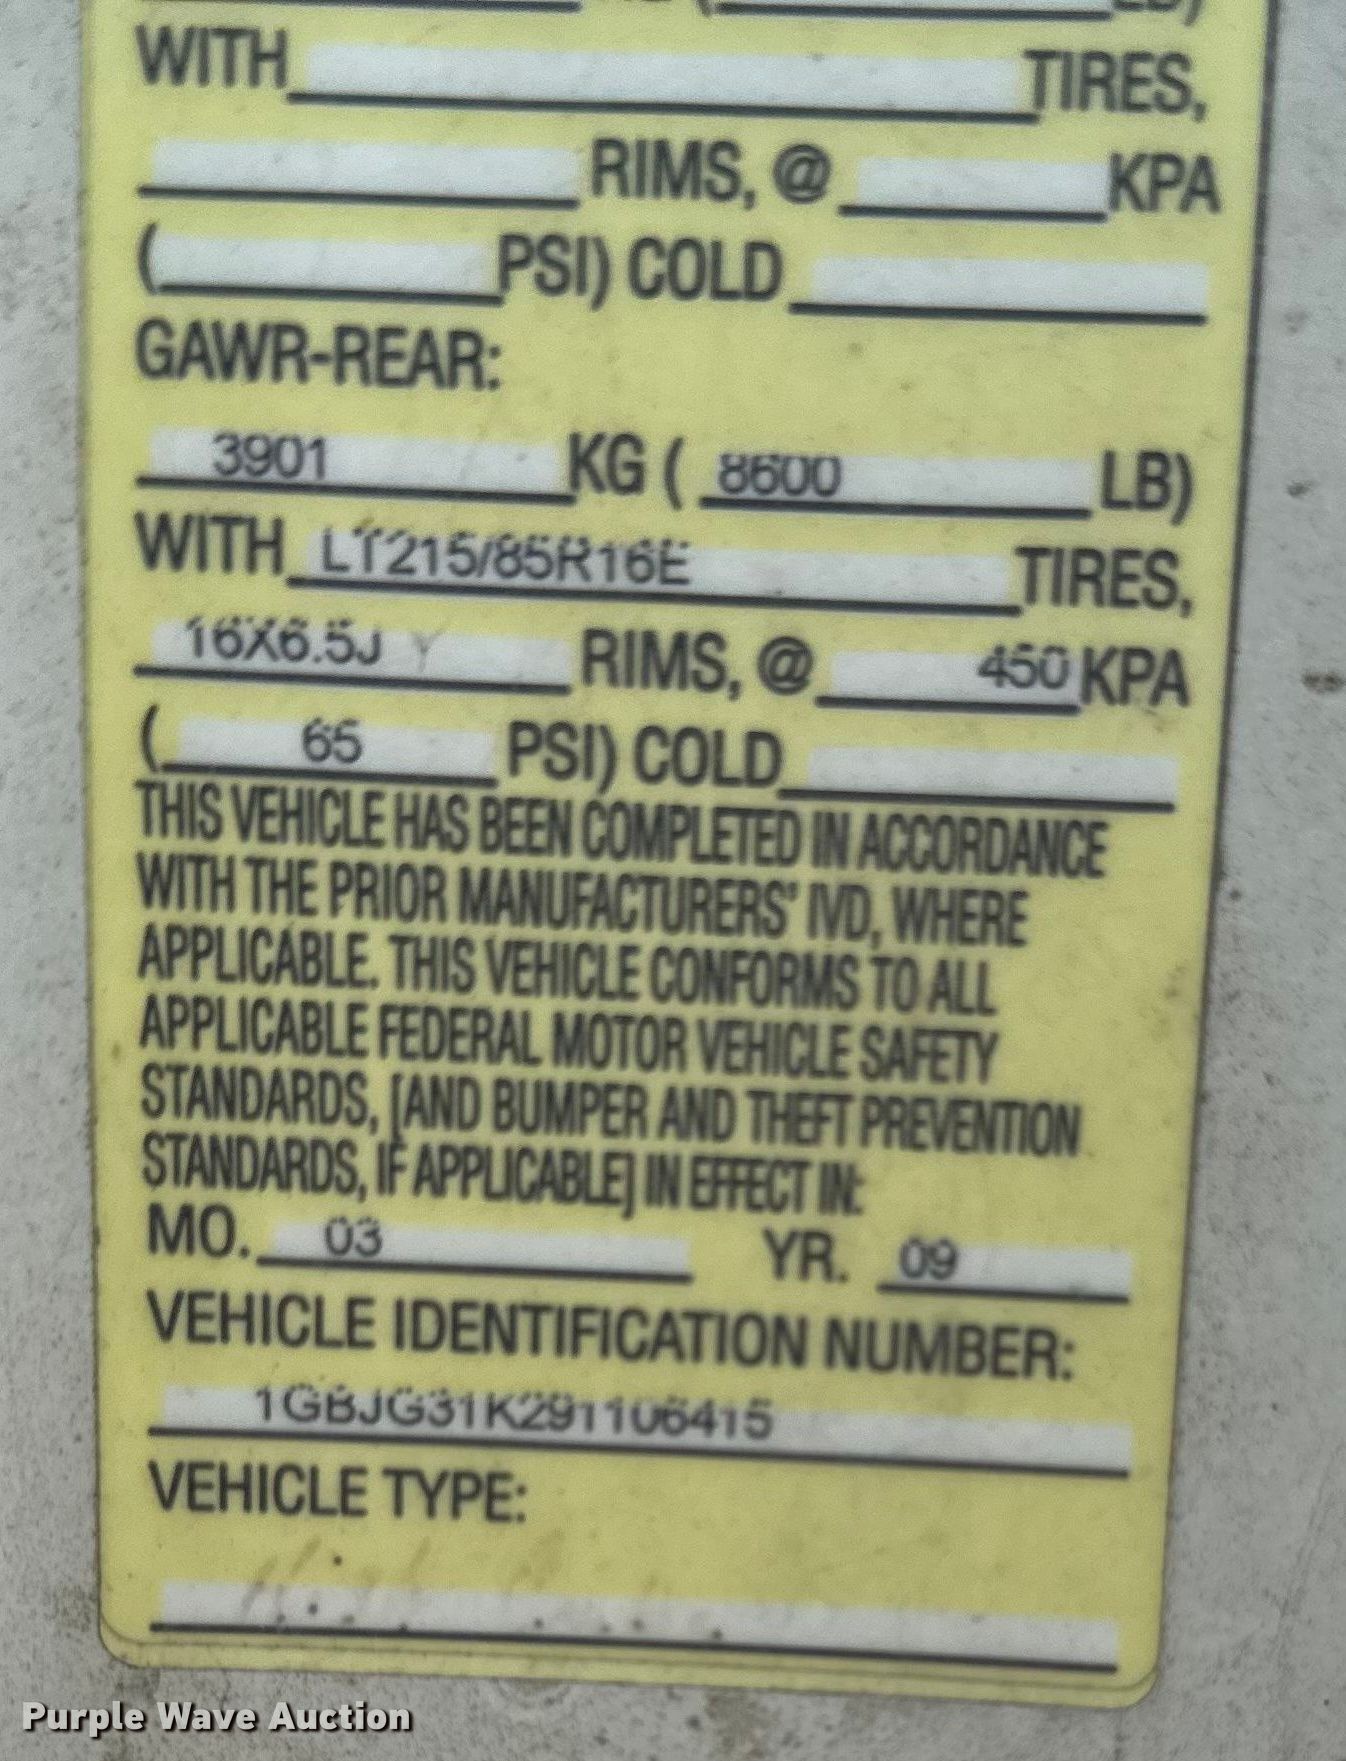 LB)
WITH TIRES,
RIMS, @ KPA
( PSI) COLD
GAWR-REAR:
3901 KG ( 8600 LB)
WITH LT215/85R16E TIRES,
16X6.5J RIMS, @ 450 KPA
( 65 PSI) COLD
THIS VEHICLE HAS BEEN COMPLETED IN ACCORDANCE
WITH THE PRIOR MANUFACTURERS' IVD, WHERE
APPLICABLE. THIS VEHICLE CONFORMS TO ALL
APPLICABLE FEDERAL MOTOR VEHICLE SAFETY
STANDARDS, [AND BUMPER AND THEFT PREVENTION
STANDARDS, IF APPLICABLE] IN EFFECT IN:
MO. 03 YR. 09
VEHICLE IDENTIFICATION NUMBER:
1GBJG31K291106415
VEHICLE TYPE:
Purple Wave Auction